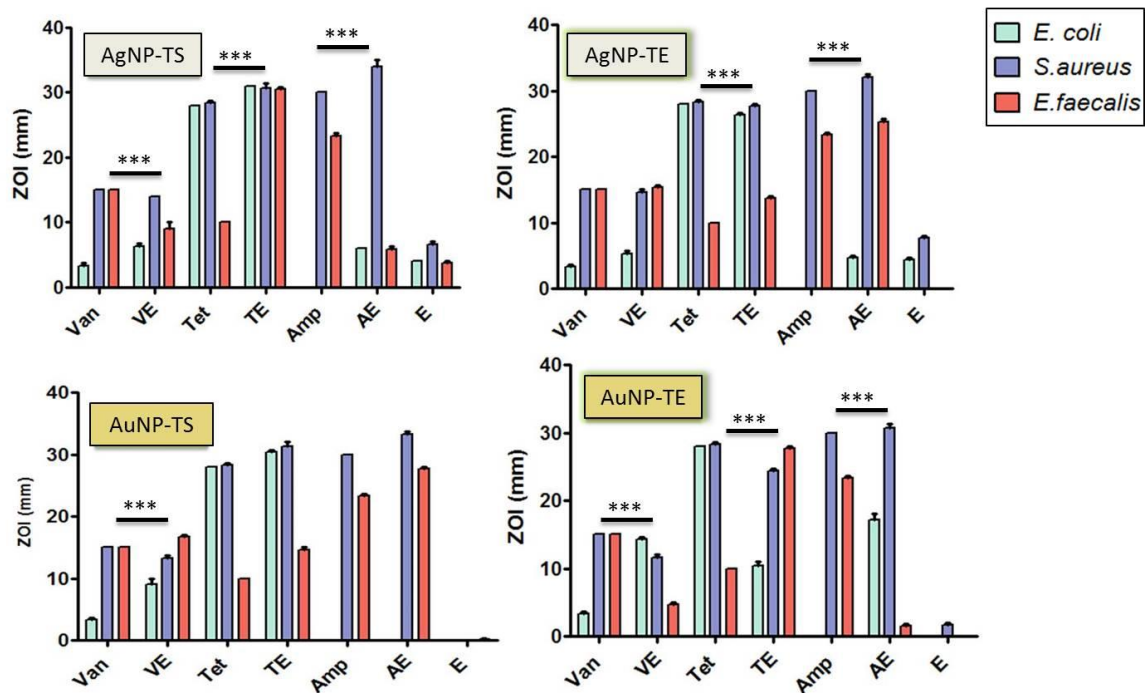 AgNP-TS
ZOI (mm)
40
30
20
10
0
***
***
***
Van
VE
Tet
TE
Amp
AE
E
AgNP-TE
ZOI (mm)
40
30
20
10
0
***
***
Van
VE
Tet
TE
Amp
AE
E
E. coli
S.aureus
E.faecalis
AuNP-TS
ZOI (mm)
40
30
20
10
0
***
Van
VE
Tet
TE
Amp
AE
E
AuNP-TE
ZOI (mm)
40
30
20
10
0
***
***
***
Van
VE
Tet
TE
Amp
AE
E